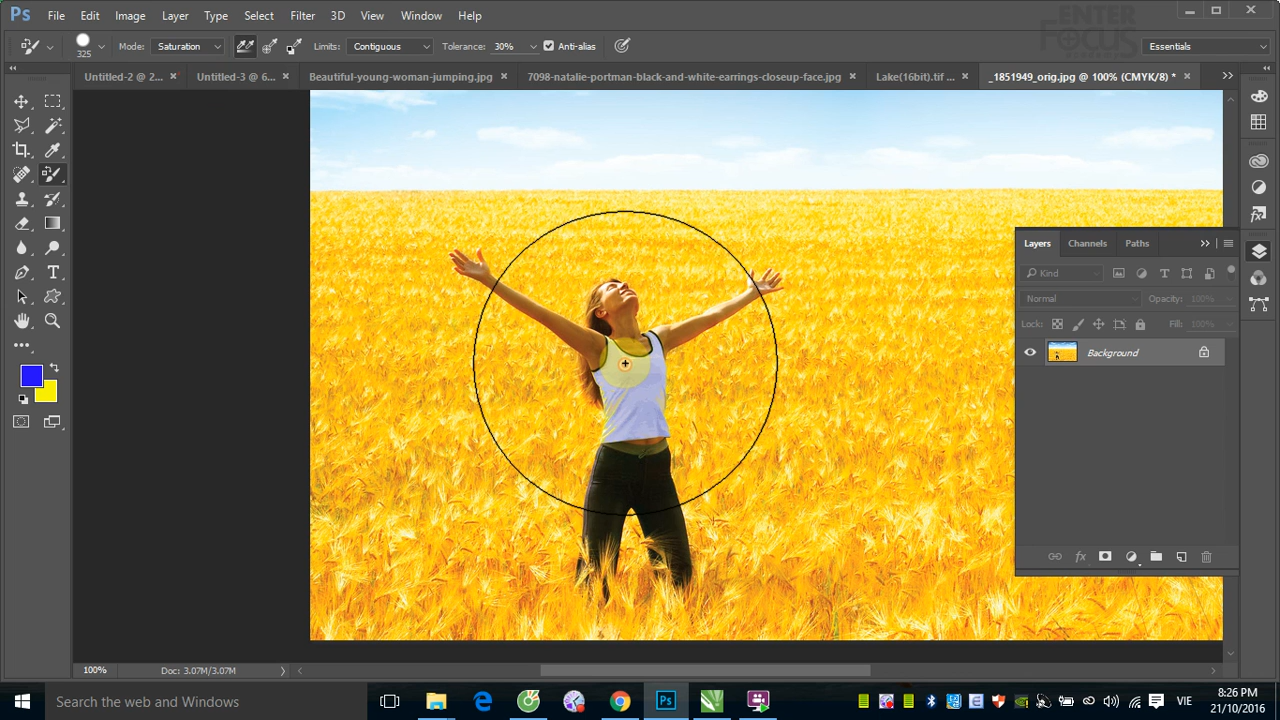 ENTER
FOCUS
Ps File Edit Image Layer Type Select Filter 3D View Window Help
325 Mode: Saturation Limits: Contiguous Tolerance: 30% Anti-alias Essentials
Untitled-2 @ 2... × Untitled-3 @ 6... × Beautiful-young-woman-jumping.jpg × 7098-natalie-portman-black-and-white-earrings-closeup-face.jpg × Lake(16bit).tif ... × _1851949_orig.jpg @ 100% (CMYK/8) * ×
Layers Channels Paths
Kind
Normal Opacity: 100%
Lock: Fill: 100%
Background
100% Doc: 3.07M/3.07M
Search the web and Windows
Ps
VIE
8:26 PM
21/10/2016